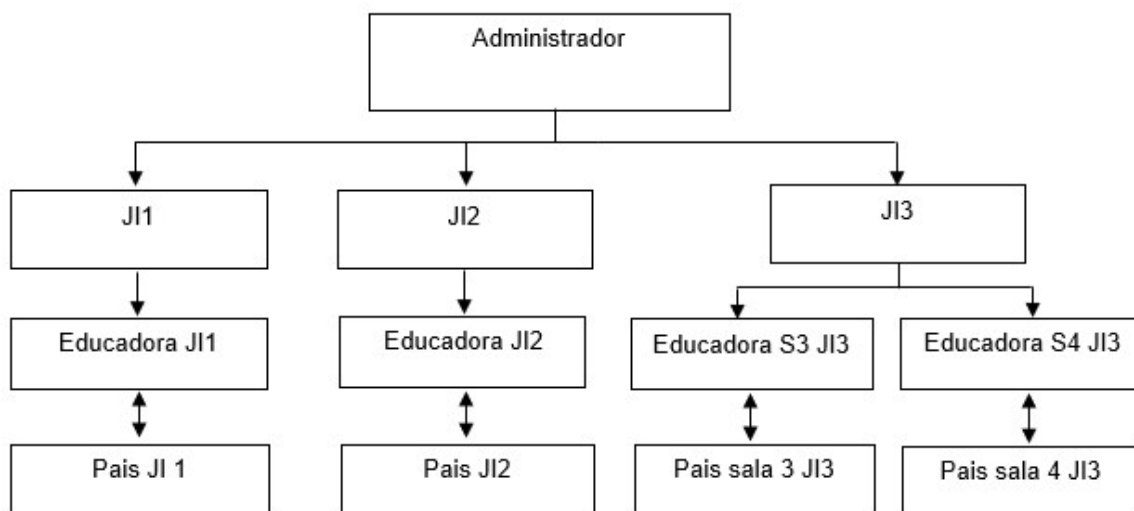 Administrador
JI1
JI2
JI3
Educadora JI1
Educadora JI2
Educadora S3 JI3
Educadora S4 JI3
Pais JI 1
Pais JI2
Pais sala 3 JI3
Pais sala 4 JI3